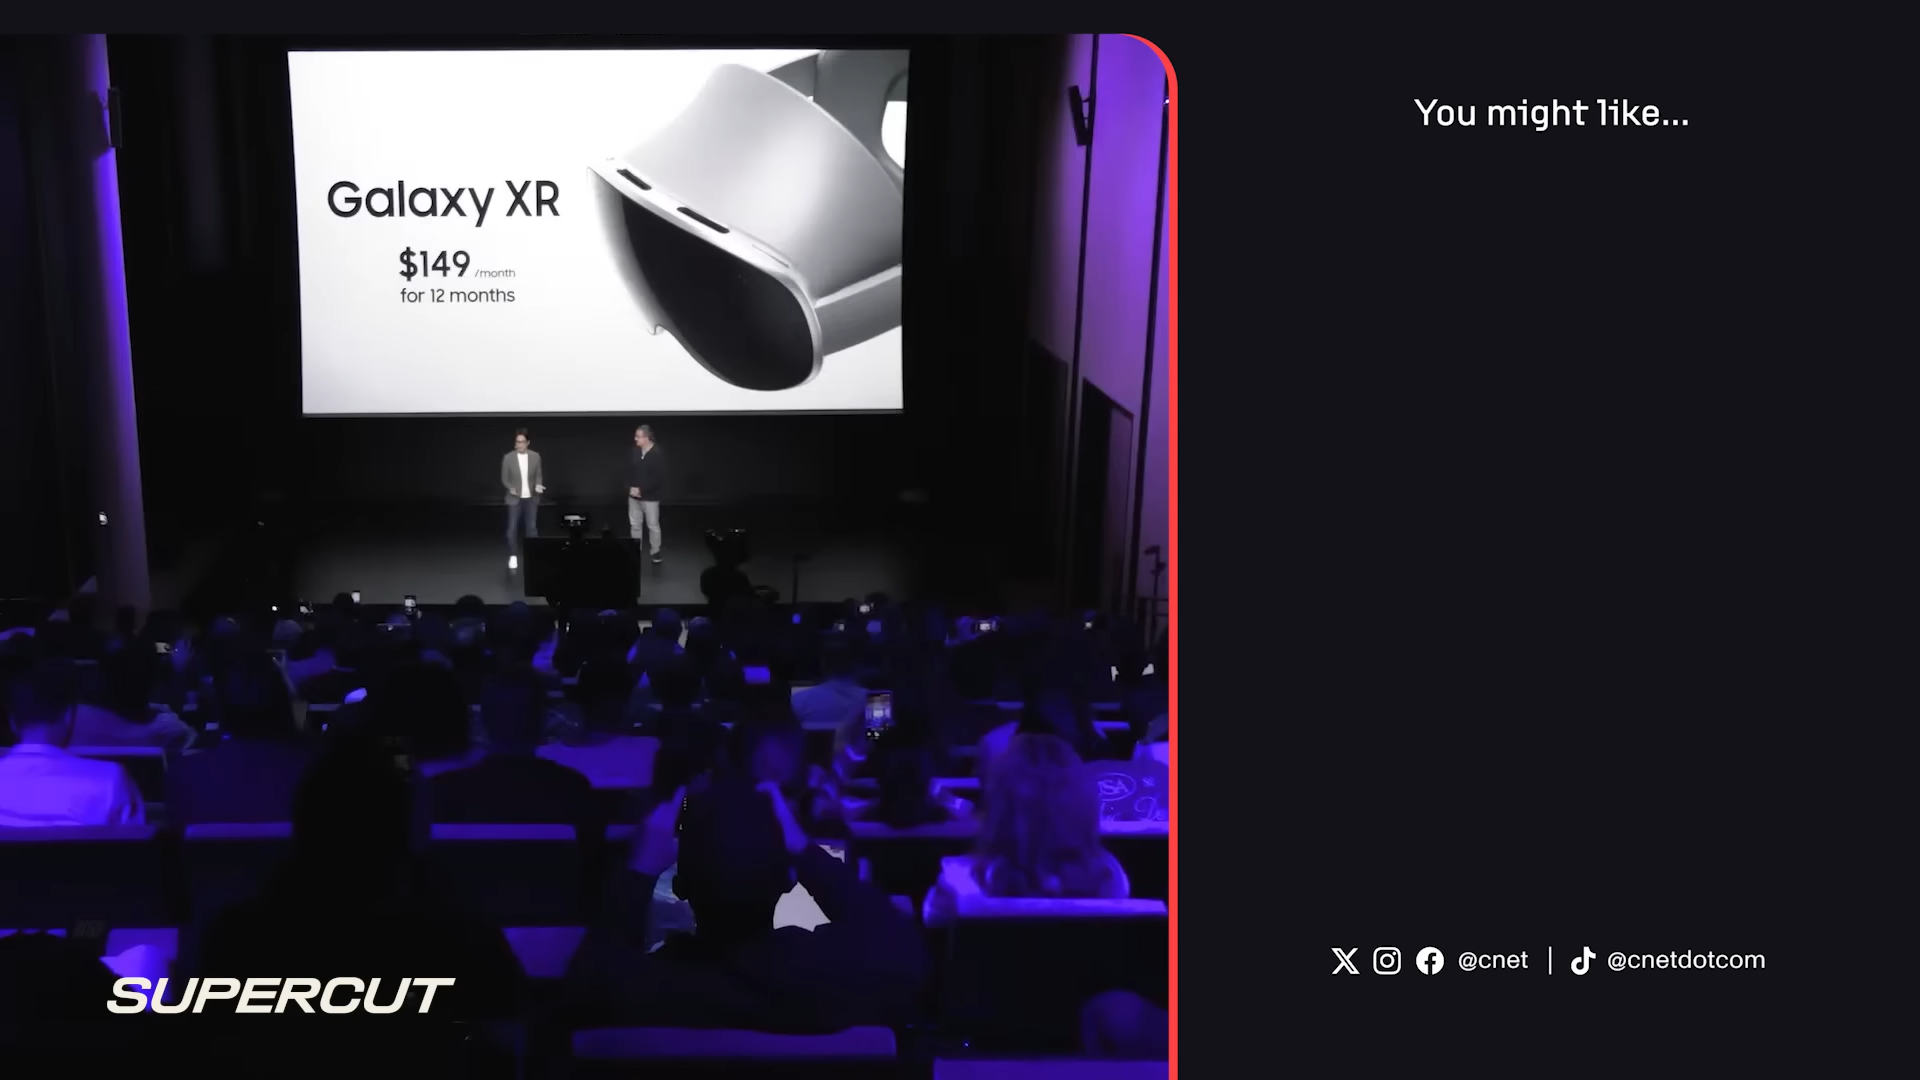 Galaxy XR
$149 /month
for 12 months
SUPERCUT
You might like...
@cnet | @cnetdotcom